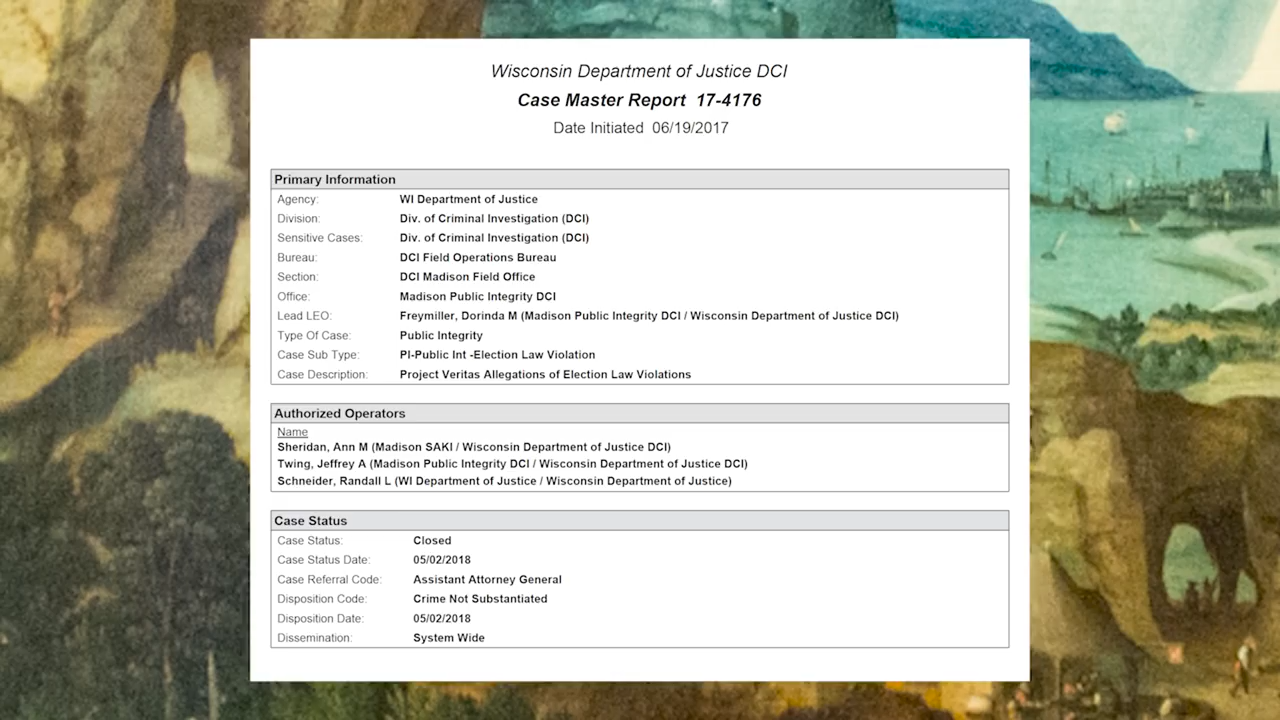 Wisconsin Department of Justice DCI
Case Master Report 17-4176
Date Initiated 06/19/2017
Primary Information
Agency: WI Department of Justice
Division: Div. of Criminal Investigation (DCI)
Sensitive Cases: Div. of Criminal Investigation (DCI)
Bureau: DCI Field Operations Bureau
Section: DCI Madison Field Office
Office: Madison Public Integrity DCI
Lead LEO: Freymiller, Dorinda M (Madison Public Integrity DCI / Wisconsin Department of Justice DCI)
Type Of Case: Public Integrity
Case Sub Type: PI-Public Int -Election Law Violation
Case Description: Project Veritas Allegations of Election Law Violations
Authorized Operators
Name
Sheridan, Ann M (Madison SAKI / Wisconsin Department of Justice DCI)
Twing, Jeffrey A (Madison Public Integrity DCI / Wisconsin Department of Justice DCI)
Schneider, Randall L (WI Department of Justice / Wisconsin Department of Justice)
Case Status
Case Status: Closed
Case Status Date: 05/02/2018
Case Referral Code: Assistant Attorney General
Disposition Code: Crime Not Substantiated
Disposition Date: 05/02/2018
Dissemination: System Wide